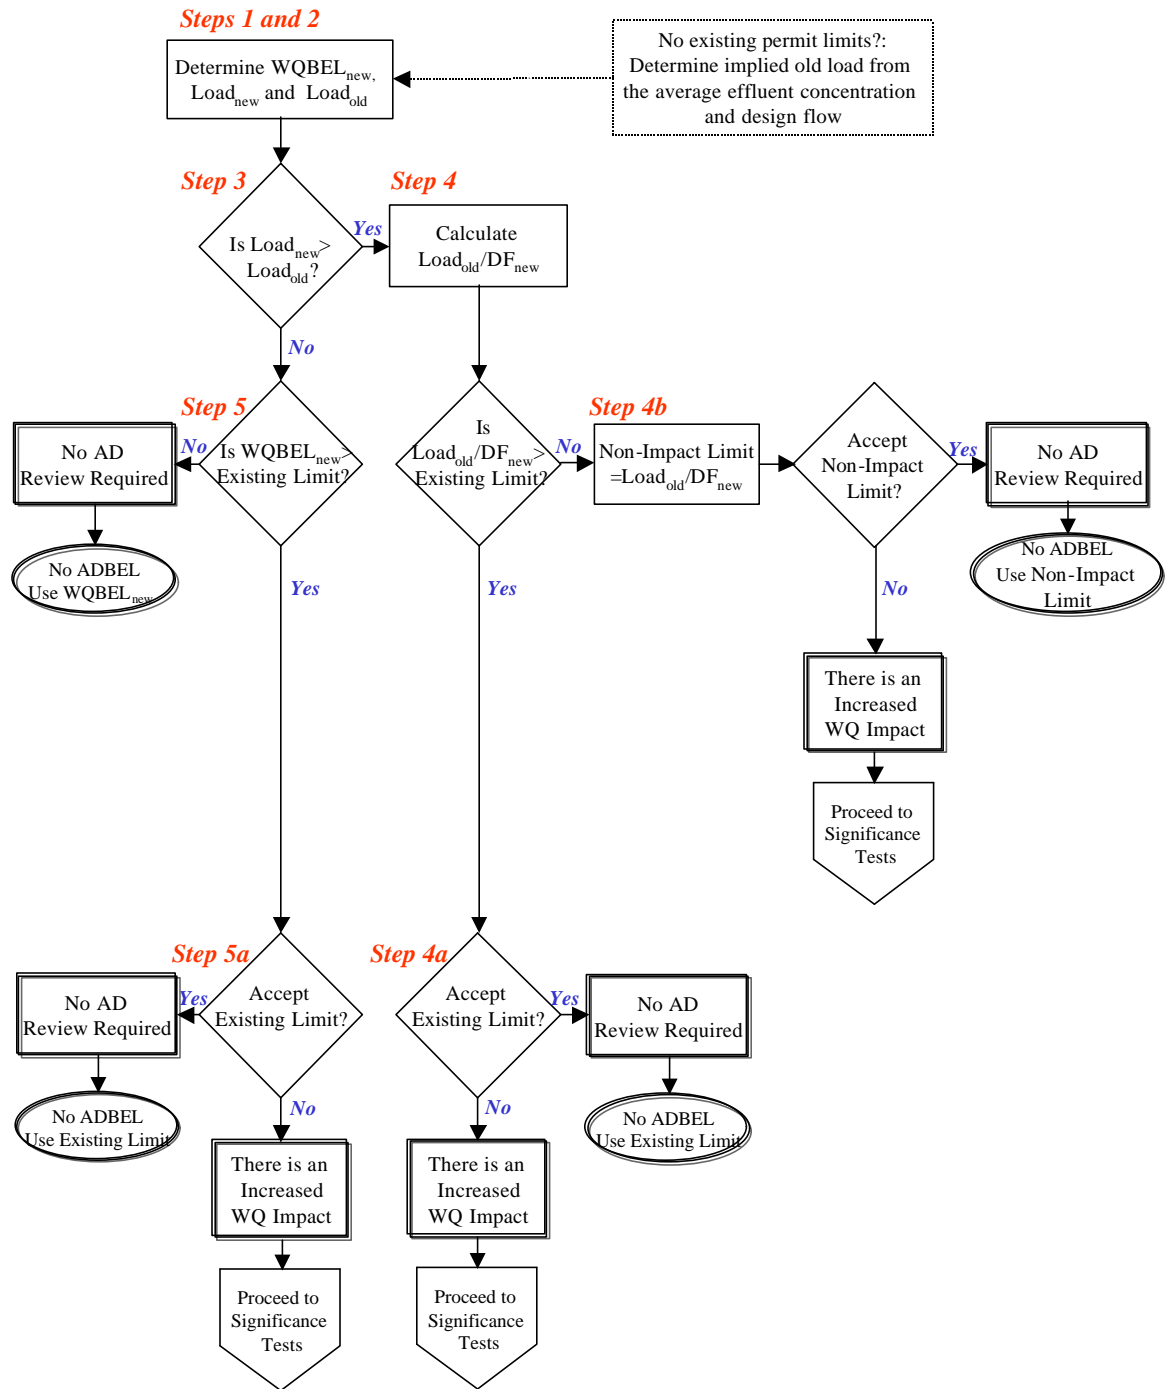 Steps 1 and 2
Determine WQBELnew,
Loadnew and Loadold
No existing permit limits?:
Determine implied old load from
the average effluent concentration
and design flow
Step 3
Is Loadnew>
Loadold?
Yes
No
Step 4
Calculate
Loadold/DFnew
Step 5
Is WQBELnew>
Existing Limit?
No
Yes
No AD
Review Required
No ADBEL
Use WQBELnew
Is
Loadold/DFnew>
Existing Limit?
No
Yes
Step 4b
Non-Impact Limit
=Loadold/DFnew
Accept
Non-Impact
Limit?
Yes
No
No AD
Review Required
No ADBEL
Use Non-Impact
Limit
There is an
Increased
WQ Impact
Proceed to
Significance
Tests
Step 5a
Accept
Existing Limit?
Yes
No
No AD
Review Required
No ADBEL
Use Existing Limit
There is an
Increased
WQ Impact
Proceed to
Significance
Tests
Step 4a
Accept
Existing Limit?
Yes
No
No AD
Review Required
No ADBEL
Use Existing Limit
There is an
Increased
WQ Impact
Proceed to
Significance
Tests